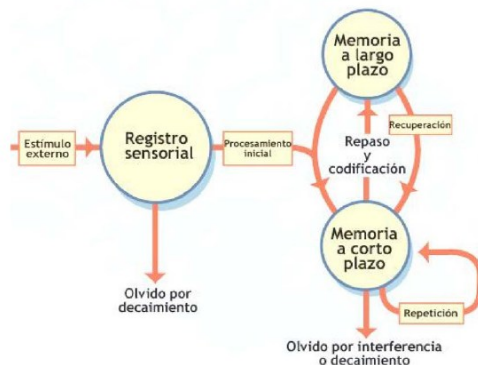 Memoria
a largo
plazo
Estímulo
externo
Registro
sensorial
Procesamiento
inicial
Recuperación
Repaso
y
codificación
Memoria
a corto
plazo
Olvido por
decaimiento
Repetición
Olvido por interferencia
o decaimiento